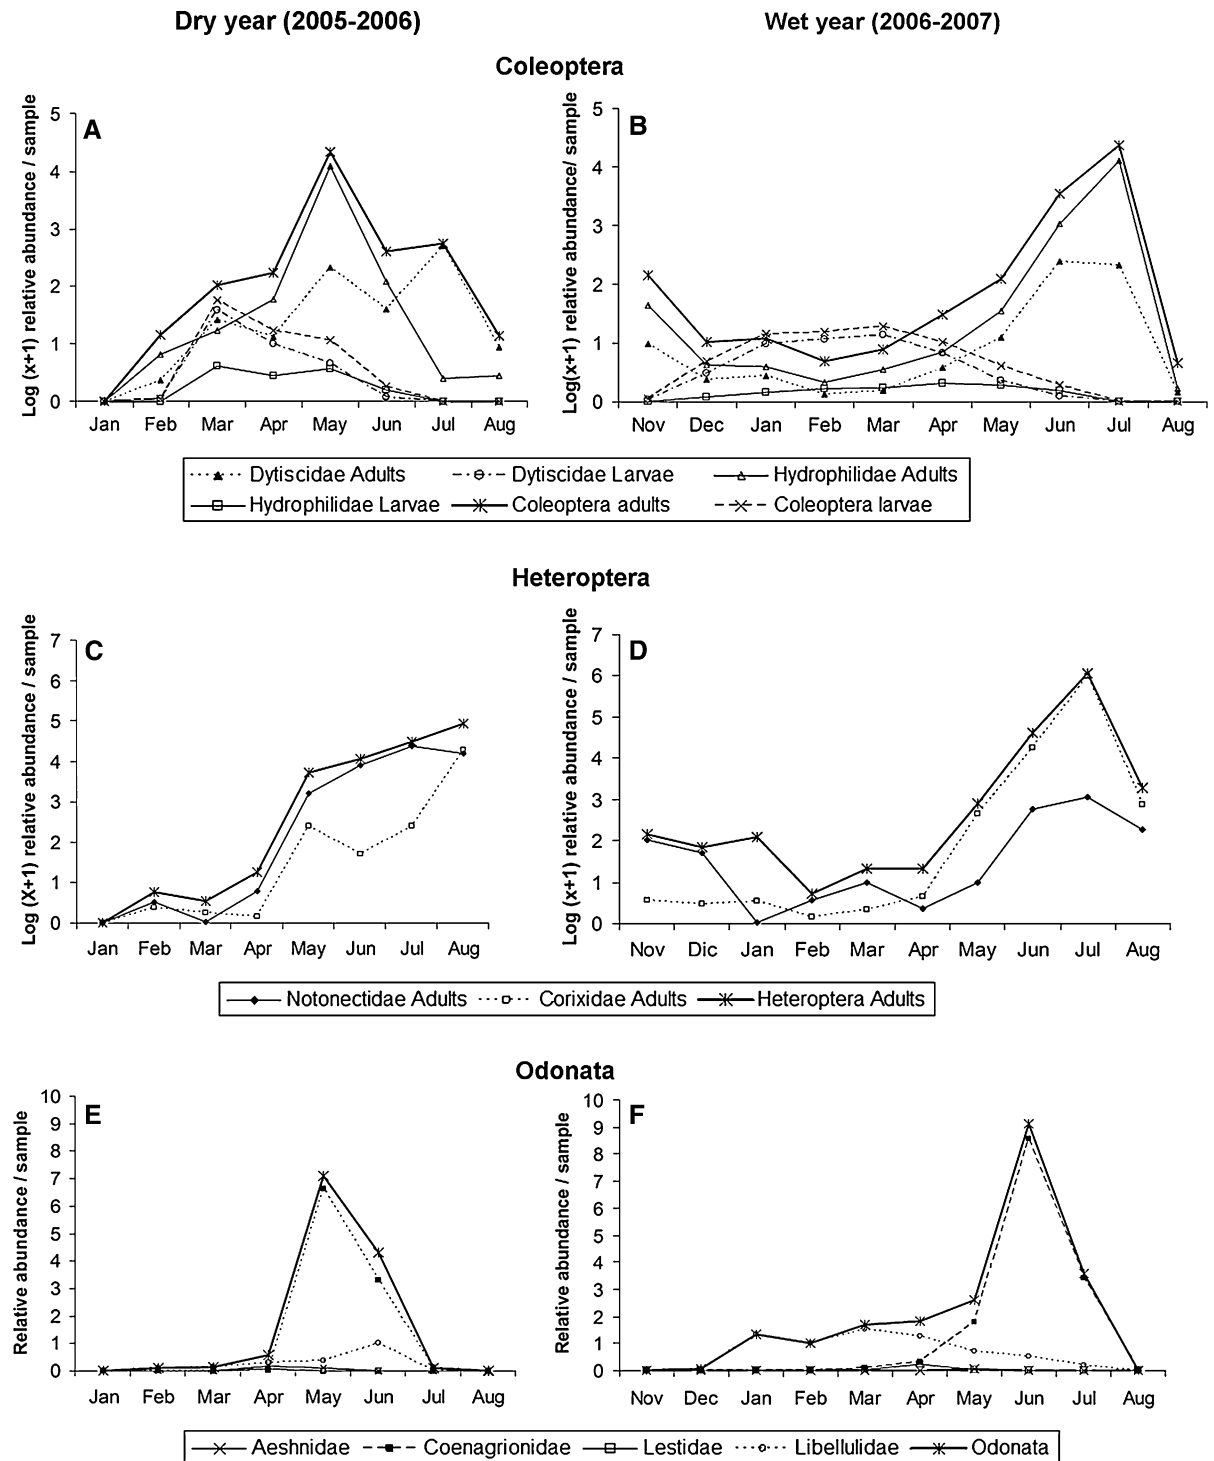 Dry year (2005-2006)
Wet year (2006-2007)
Coleoptera
A
Log (x+1) relative abundance / sample
5
4
3
2
1
0
Jan Feb Mar Apr May Jun Jul Aug
B
Log(x+1) relative abundance/ sample
5
4
3
2
1
0
Nov Dec Jan Feb Mar Apr May Jun Jul Aug
Dytiscidae Adults Dytiscidae Larvae Hydrophilidae Adults
Hydrophilidae Larvae Coleoptera adults Coleoptera larvae
Heteroptera
C
Log (X+1) relative abundance / sample
7
6
5
4
3
2
1
0
Jan Feb Mar Apr May Jun Jul Aug
D
Log (x+1) relative abundance / sample
7
6
5
4
3
2
1
0
Nov Dic Jan Feb Mar Apr May Jun Jul Aug
Notonectidae Adults Corixidae Adults Heteroptera Adults
Odonata
E
Relative abundance / sample
10
9
8
7
6
5
4
3
2
1
0
Jan Feb Mar Apr May Jun Jul Aug
F
Relative abundance / sample
10
9
8
7
6
5
4
3
2
1
0
Nov Dec Jan Feb Mar Apr May Jun Jul Aug
Aeshnidae Coenagrionidae Lestidae Libellulidae Odonata